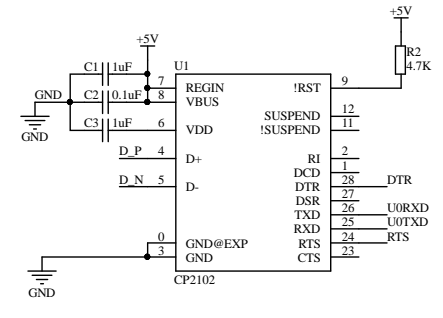 +5V
+5V
C1 1uF
U1
R2
4.7K
7 REGIN
!RST 9
GND
C2 0.1uF
8 VBUS
SUSPEND 12
C3 1uF
6 VDD
!SUSPEND 11
GND
D_P 4 D+
RI 2
DCD 1
D_N 5 D-
DTR 28 DTR
DSR 27
TXD 26 U0RXD
RXD 25 U0TXD
0 GND@EXP
RTS 24 RTS
3 GND
CTS 23
CP2102
GND